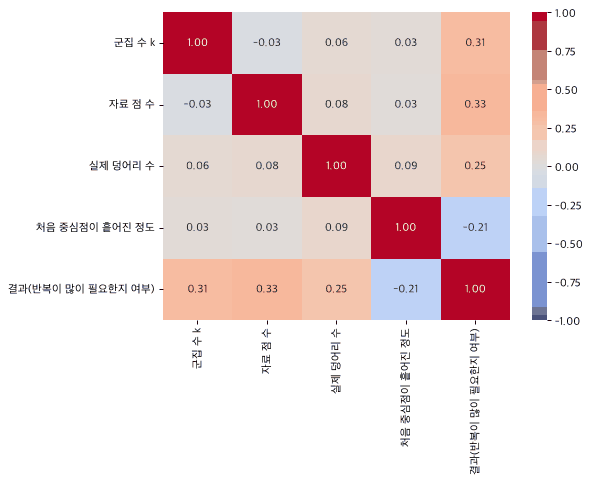 군집 수 k 1.00 -0.03 0.06 0.03 0.31
자료 점 수 -0.03 1.00 0.08 0.03 0.33
실제 덩어리 수 0.06 0.08 1.00 0.09 0.25
처음 중심점이 흩어진 정도 0.03 0.03 0.09 1.00 -0.21
결과(반복이 많이 필요한지 여부) 0.31 0.33 0.25 -0.21 1.00
군집 수 k
자료 점 수
실제 덩어리 수
처음 중심점이 흩어진 정도
결과(반복이 많이 필요한지 여부)
1.00
0.75
0.50
0.25
0.00
-0.25
-0.50
-0.75
-1.00